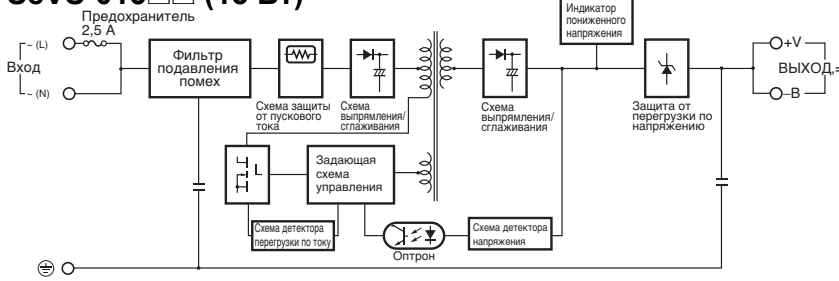 (15 Вт)
Предохранитель
2,5 А
~ (L)
Вход
~ (N)
Фильтр
подавления
помех
Схема защиты
от пускового
тока
Схема
выпрямления/
сглаживания
Схема
выпрямления/
сглаживания
Индикатор
пониженного
напряжения
Защита от
перегрузки по
напряжению
+V
ВЫХОД,=
–В
Задающая
схема
управления
Схема детектора
перегрузки по току
Оптрон
Схема детектора
напряжения